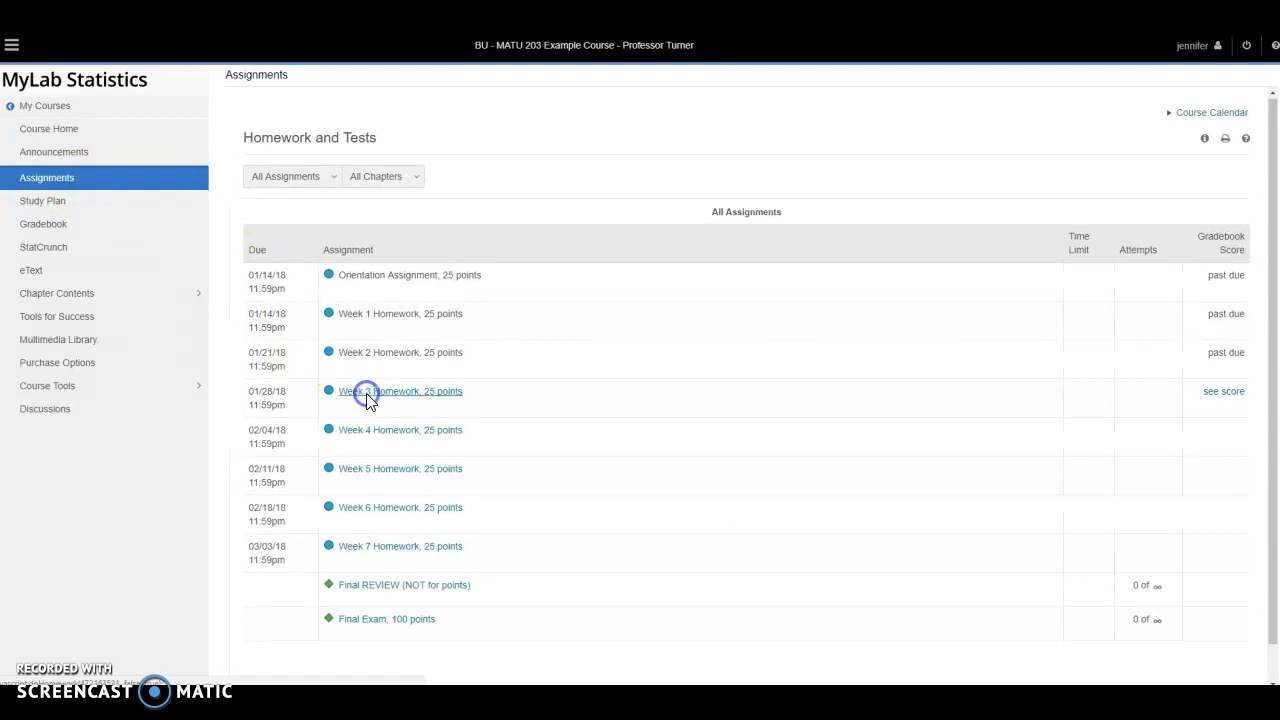 BU - MATU 203 Example Course - Professor Turner
jennifer
MyLab Statistics
My Courses
Course Home
Announcements
Assignments
Study Plan
Gradebook
StatCrunch
eText
Chapter Contents
Tools for Success
Multimedia Library
Purchase Options
Course Tools
Discussions
Assignments
Course Calendar
Homework and Tests
All Assignments
All Chapters
All Assignments
Due Assignment Time Limit Attempts Gradebook Score
01/14/18 11:59pm Orientation Assignment, 25 points past due
01/14/18 11:59pm Week 1 Homework, 25 points past due
01/21/18 11:59pm Week 2 Homework, 25 points past due
01/28/18 11:59pm Week 3 Homework, 25 points see score
02/04/18 11:59pm Week 4 Homework, 25 points
02/11/18 11:59pm Week 5 Homework, 25 points
02/18/18 11:59pm Week 6 Homework, 25 points
03/03/18 11:59pm Week 7 Homework, 25 points
Final REVIEW (NOT for points) 0 of ∞
Final Exam, 100 points 0 of ∞
RECORDED WITH
SCREENCAST MATIC